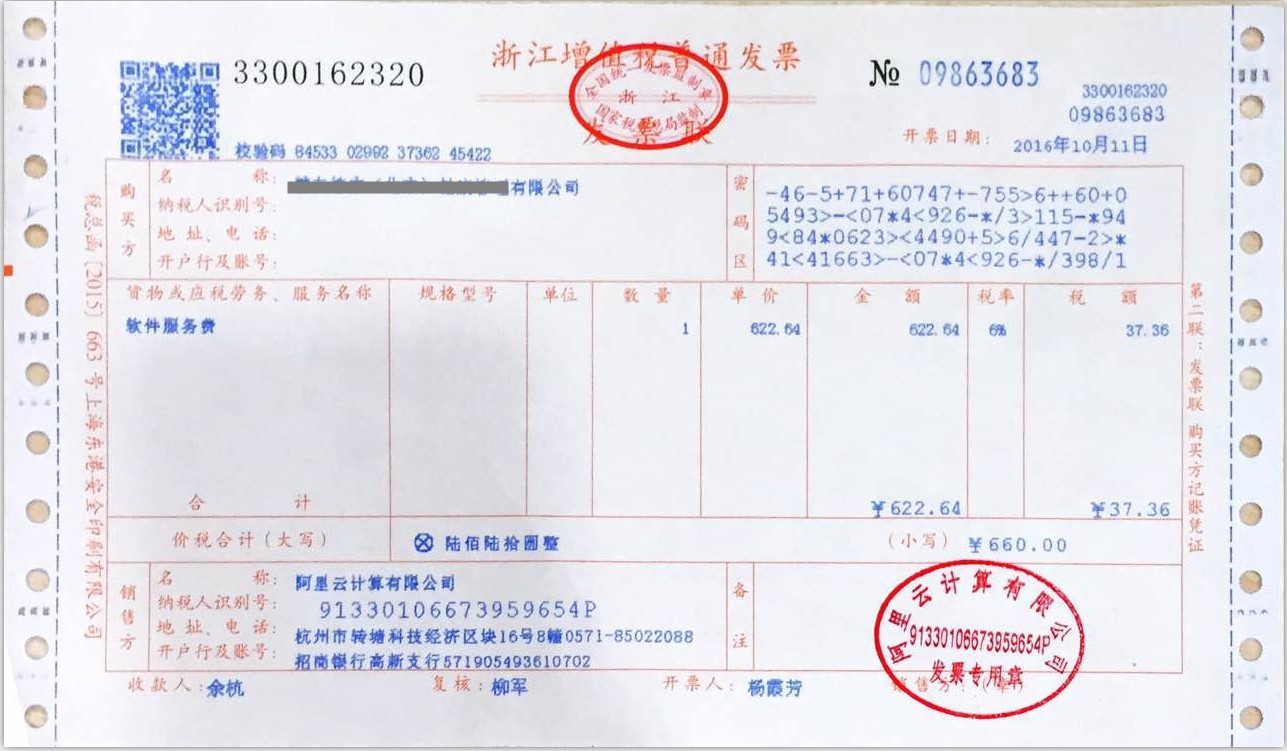 浙江增值税普通发票
全国统一发票监制章
浙 江
国家税务总局监制
发 票 联
3300162320
№ 09863683
3300162320
09863683
校验码 64533 02992 37362 45422
开票日期: 2016年10月11日
购买方
名 称: 有限公司
纳税人识别号:
地 址、电 话:
开户行及账号:
密码区
-46-5+71+60747+-755>6++60+0
5493>-<07*4<926-*/3>115-*94
9<84*0623><4490+5>6/447-2>*
41<41663>-<07*4<926-*/398/1
货物或应税劳务、服务名称 规格型号 单位 数 量 单 价 金 额 税率 税 额
软件服务费 1 622.64 622.64 6% 37.36
合 计 ¥622.64 ¥37.36
价税合计(大写) ⊗ 陆佰陆拾圆整 (小写) ¥660.00
销售方
名 称: 阿里云计算有限公司
纳税人识别号: 91330106673959654P
地 址、电 话: 杭州市转塘科技经济区块16号8幢0571-85022088
开户行及账号: 招商银行高新支行571905493610702
备注
阿里云计算有限公司
91330106673959654P
发票专用章
收款人: 余杭 复核: 柳军 开票人: 杨霞芳 销售方:(章)
税总函〔2015〕663号上海东港安全印刷有限公司
第二联:发票联 购买方记账凭证